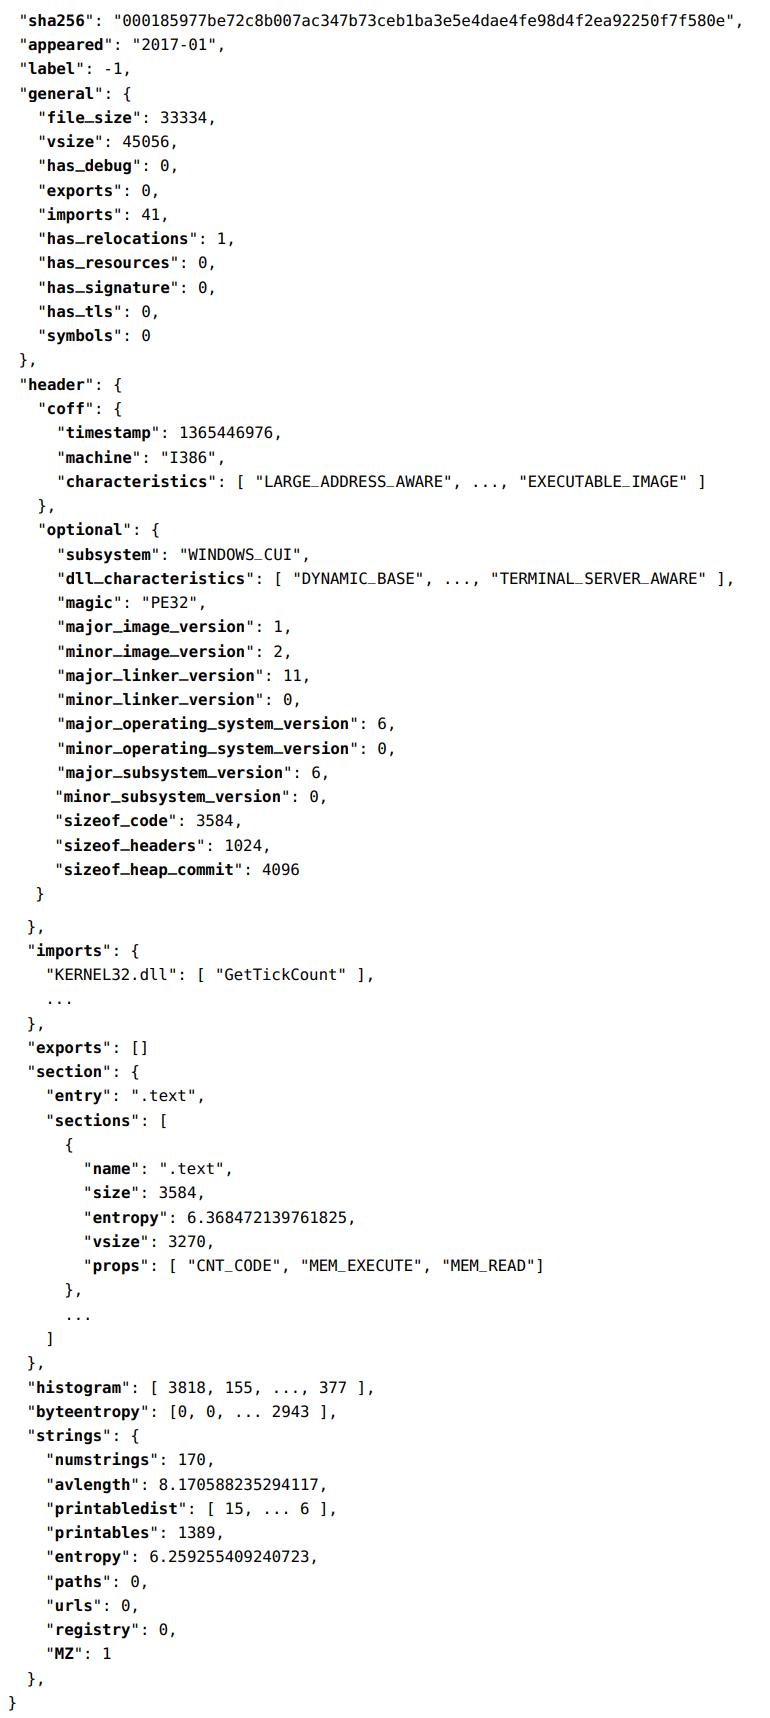 "sha256": "000185977be72c8b007ac347b73ceb1ba3e5e4dae4fe98d4f2ea92250f7f580e",
"appeared": "2017-01",
"label": -1,
"general": {
"file_size": 33334,
"vsize": 45056,
"has_debug": 0,
"exports": 0,
"imports": 41,
"has_relocations": 1,
"has_resources": 0,
"has_signature": 0,
"has_tls": 0,
"symbols": 0
},
"header": {
"coff": {
"timestamp": 1365446976,
"machine": "I386",
"characteristics": [ "LARGE_ADDRESS_AWARE", ..., "EXECUTABLE_IMAGE" ]
},
"optional": {
"subsystem": "WINDOWS_CUI",
"dll_characteristics": [ "DYNAMIC_BASE", ..., "TERMINAL_SERVER_AWARE" ],
"magic": "PE32",
"major_image_version": 1,
"minor_image_version": 2,
"major_linker_version": 11,
"minor_linker_version": 0,
"major_operating_system_version": 6,
"minor_operating_system_version": 0,
"major_subsystem_version": 6,
"minor_subsystem_version": 0,
"sizeof_code": 3584,
"sizeof_headers": 1024,
"sizeof_heap_commit": 4096
}
},
"imports": {
"KERNEL32.dll": [ "GetTickCount" ],
...
},
"exports": []
"section": {
"entry": ".text",
"sections": [
{
"name": ".text",
"size": 3584,
"entropy": 6.368472139761825,
"vsize": 3270,
"props": [ "CNT_CODE", "MEM_EXECUTE", "MEM_READ"]
},
...
]
},
"histogram": [ 3818, 155, ..., 377 ],
"byteentropy": [0, 0, ... 2943 ],
"strings": {
"numstrings": 170,
"avlength": 8.170588235294117,
"printabledist": [ 15, ... 6 ],
"printables": 1389,
"entropy": 6.259255409240723,
"paths": 0,
"urls": 0,
"registry": 0,
"MZ": 1
},
}